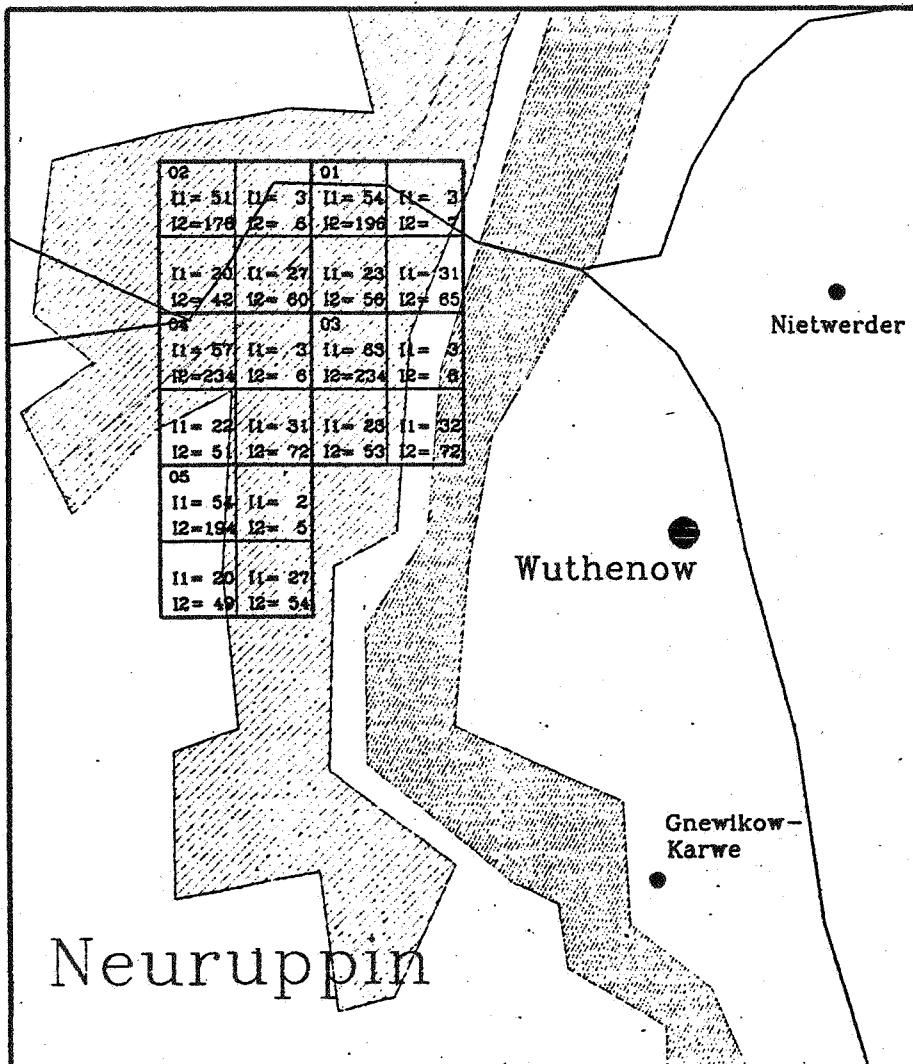 02 01
I1= 51 I1= 3 I1= 54 I1= 3
I2=176 I2= 6 I2=196 I2=
I1= 20 I1= 27 I1= 23 I1= 31
I2= 42 I2= 60 I2= 56 I2= 65
04 03
I1= 57 I1= 3 I1= 63 I1= 3
I2=234 I2= 6 I2=234 I2= 6
I1= 22 I1= 31 I1= I1= 32
I2= 51 I2= 72 I2= 53 I2= 72
05
I1= I1= 2
I2=194 I2= 5
I1= 20 I1= 27
I2= 49 I2= 54
Nietwerder
Wuthenow
Gnewikow-
Karwe
Neuruppin